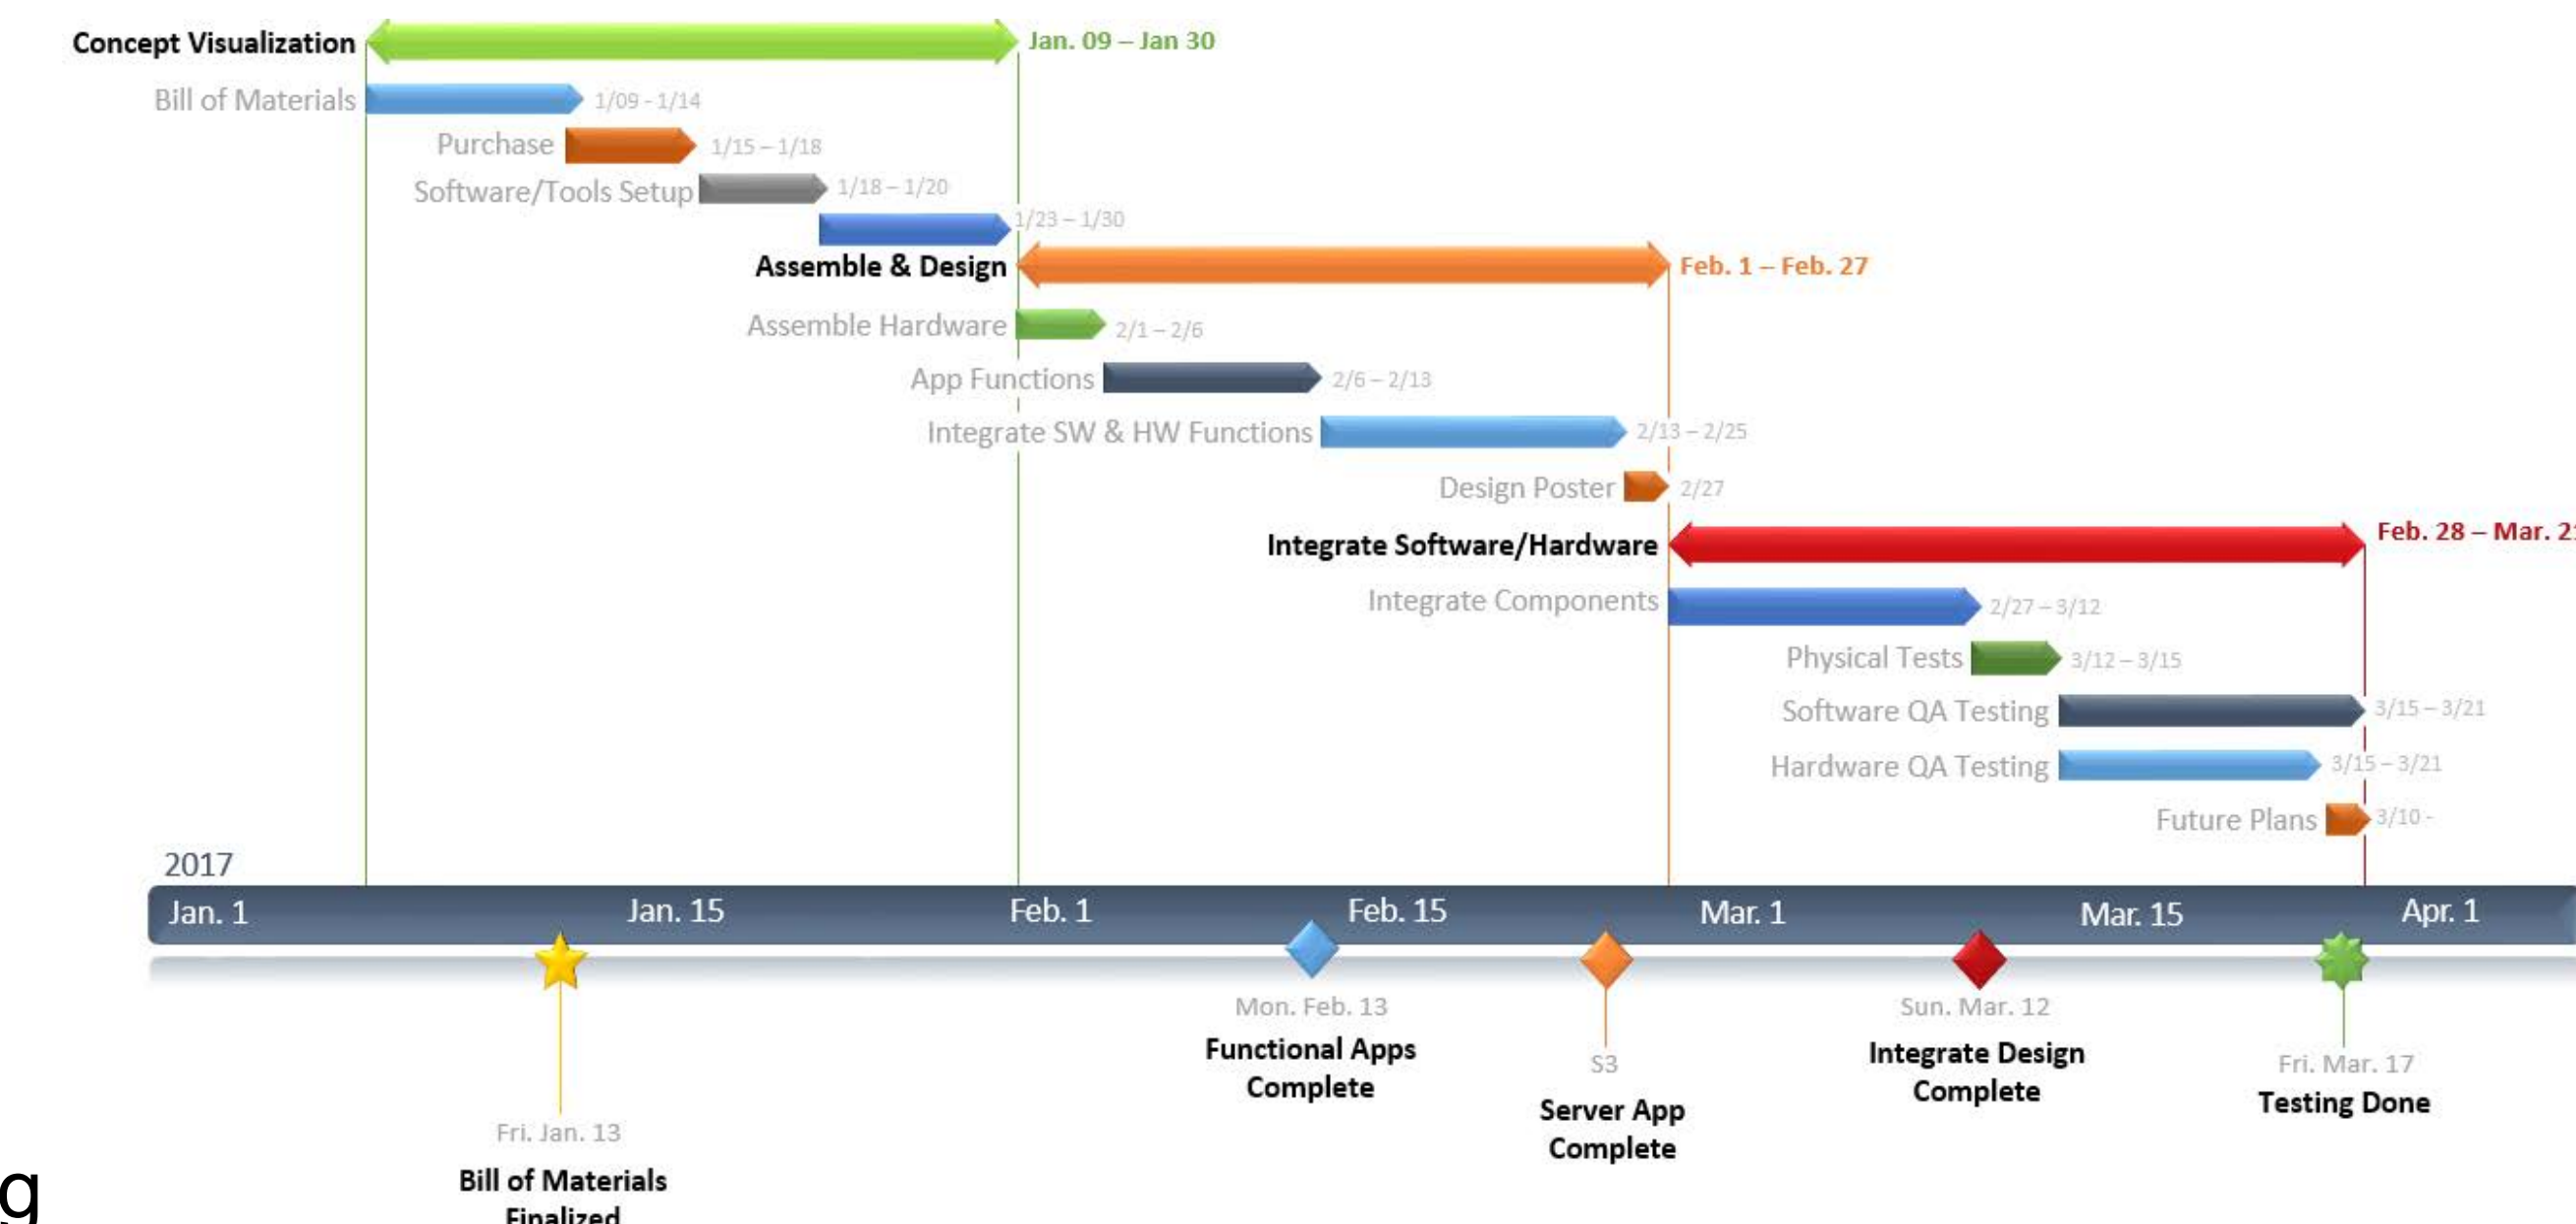 Concept Visualization Jan. 09 – Jan 30
Bill of Materials 1/09 - 1/14
Purchase 1/15 – 1/18
Software/Tools Setup 1/18 – 1/20
1/23 – 1/30
Assemble & Design Feb. 1 – Feb. 27
Assemble Hardware 2/1 – 2/6
App Functions 2/6 – 2/13
Integrate SW & HW Functions 2/13 – 2/25
Design Poster 2/27
Integrate Software/Hardware Feb. 28 – Mar. 2
Integrate Components 2/27 – 3/12
Physical Tests 3/12 – 3/15
Software QA Testing 3/15 – 3/21
Hardware QA Testing 3/15 – 3/21
Future Plans 3/10 -
2017
Jan. 1 Jan. 15 Feb. 1 Feb. 15 Mar. 1 Mar. 15 Apr. 1
Fri. Jan. 13
Bill of Materials
Finalized
Mon. Feb. 13
Functional Apps
Complete
S3
Server App
Complete
Sun. Mar. 12
Integrate Design
Complete
Fri. Mar. 17
Testing Done
g